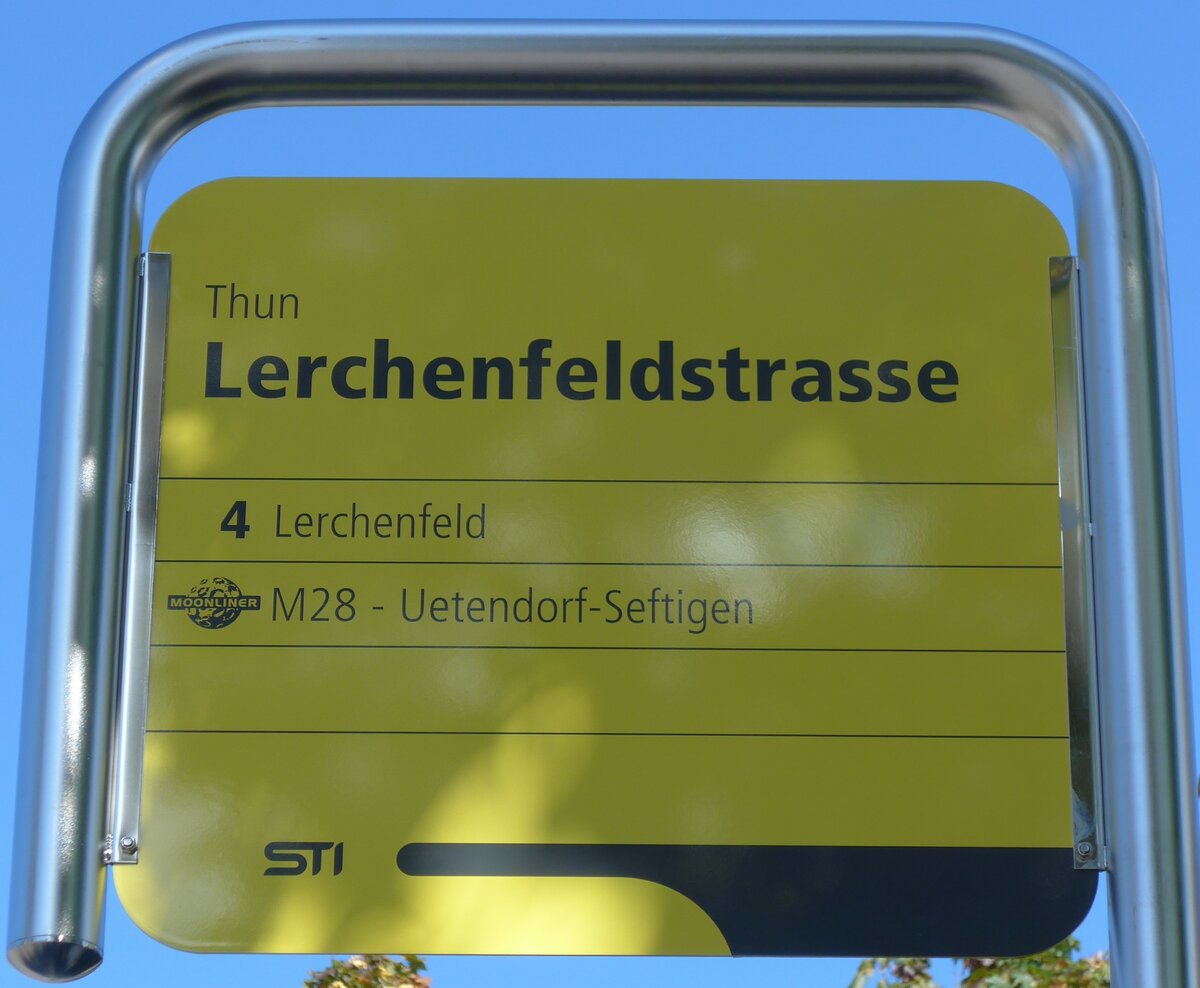 Thun
Lerchenfeldstrasse
4 Lerchenfeld
MOONLINER M28 - Uetendorf-Seftigen
STI